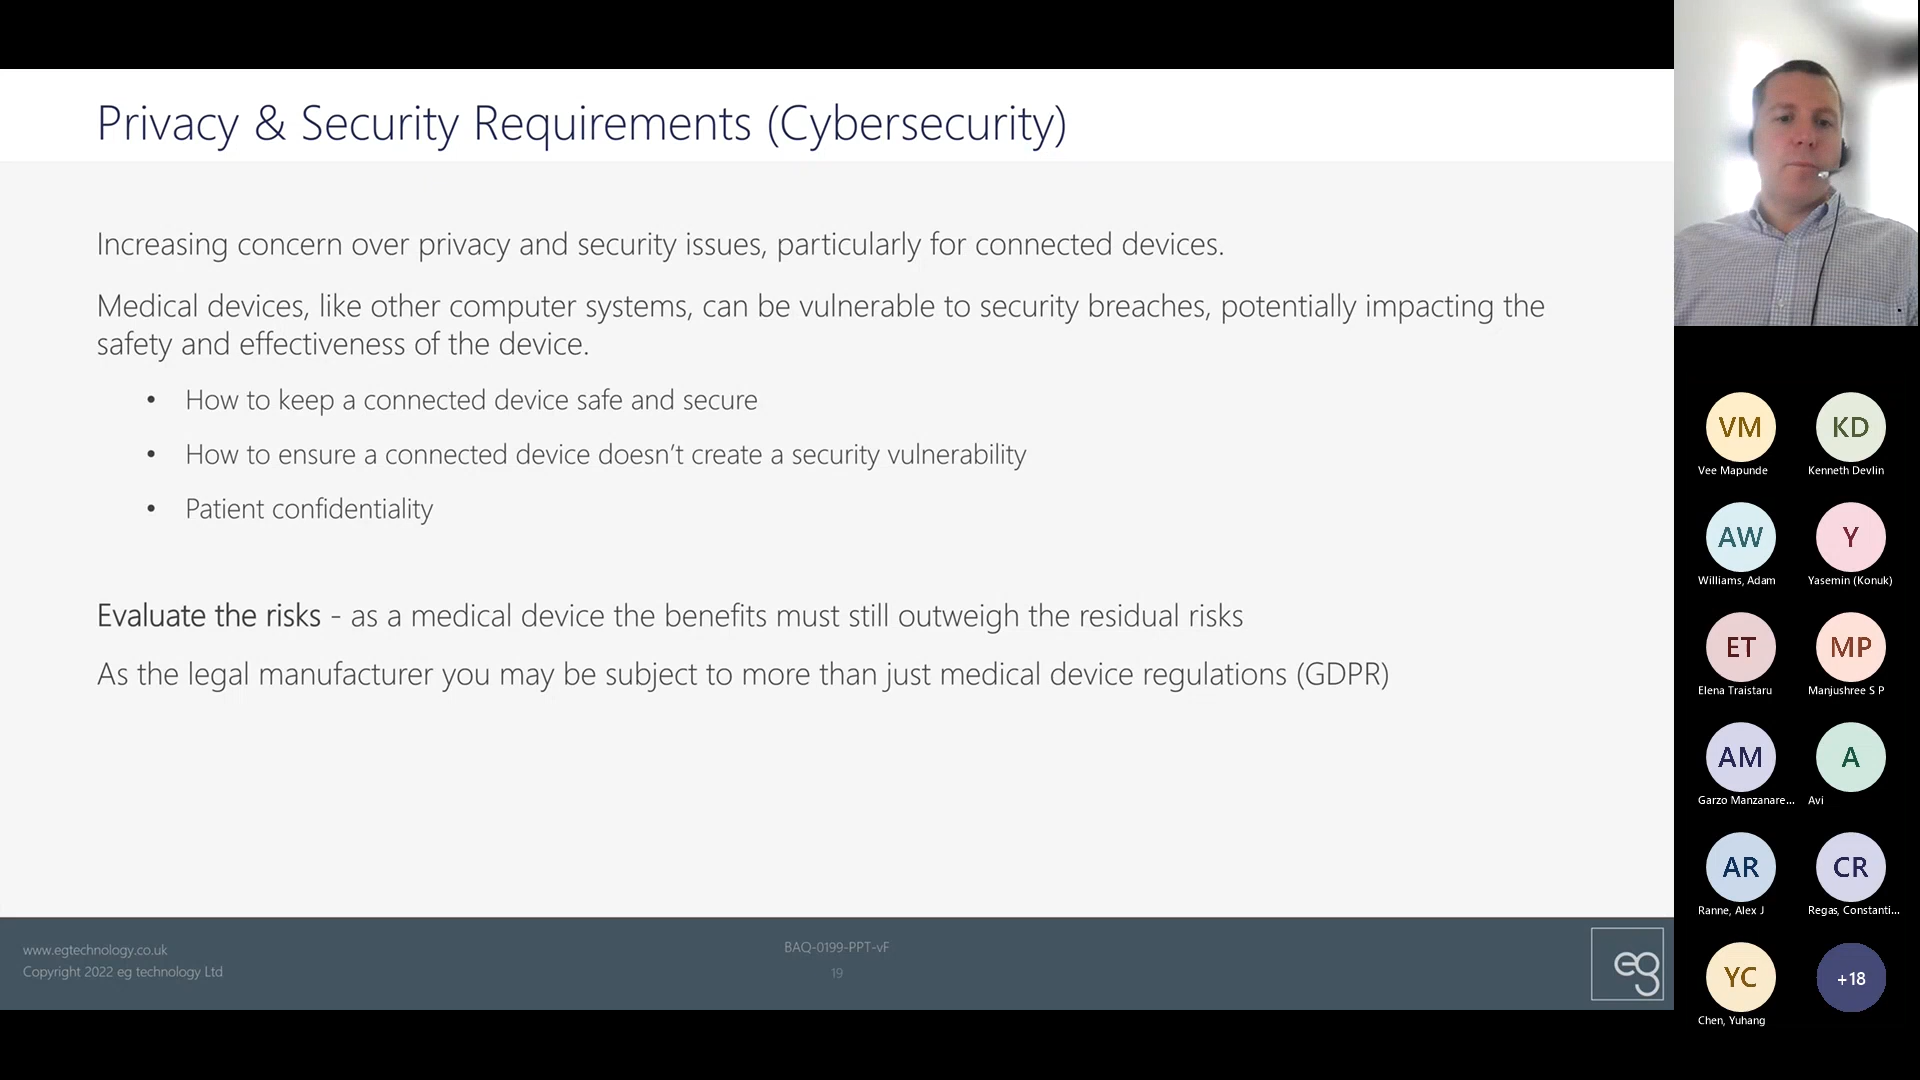 Privacy & Security Requirements (Cybersecurity)
Increasing concern over privacy and security issues, particularly for connected devices.
Medical devices, like other computer systems, can be vulnerable to security breaches, potentially impacting the
safety and effectiveness of the device.
• How to keep a connected device safe and secure
• How to ensure a connected device doesn’t create a security vulnerability
• Patient confidentiality
Evaluate the risks - as a medical device the benefits must still outweigh the residual risks
As the legal manufacturer you may be subject to more than just medical device regulations (GDPR)
www.egtechnology.co.uk
Copyright 2022 eg technology Ltd
BAQ-0199-PPT-vF
19
eg
VM
Vee Mapunde
KD
Kenneth Devlin
AW
Williams, Adam
Y
Yasemin (Konuk)
ET
Elena Traistaru
MP
Manjushree S P
AM
Garzo Manzanare...
A
Avi
AR
Ranne, Alex J
CR
Regas, Constanti...
YC
Chen, Yuhang
+18